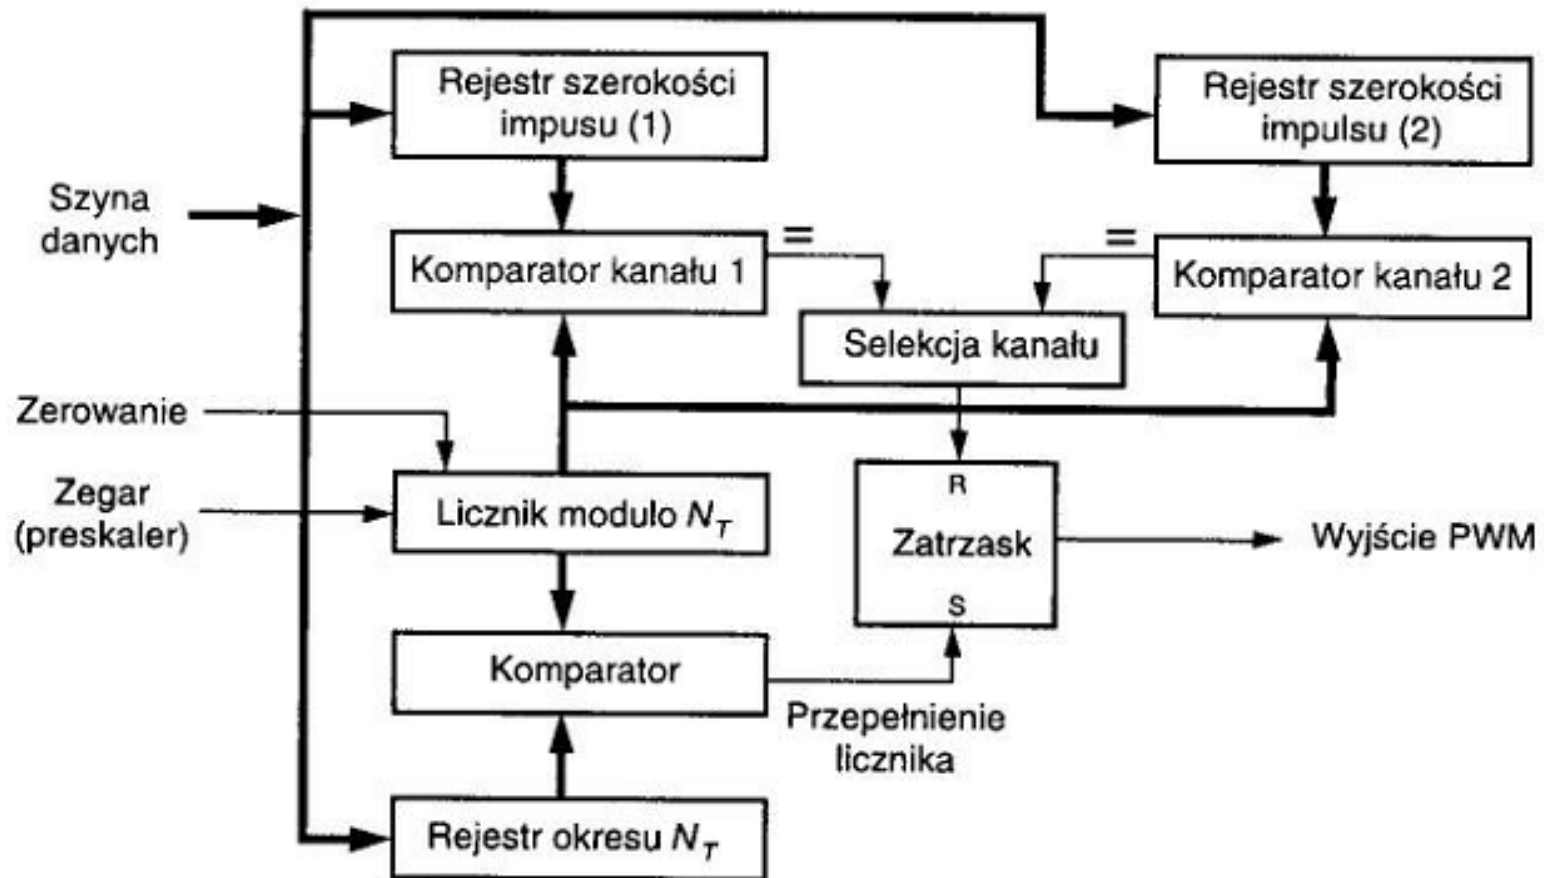 Rejestr szerokości
impusu (1)
Rejestr szerokości
impulsu (2)
Szyna
danych
=
=
Komparator kanału 1
Komparator kanału 2
Selekcja kanału
Zerowanie
Zegar
(preskaler)
Licznik modulo N_T
R
Zatrzask
S
Wyjście PWM
Komparator
Przepełnienie
licznika
Rejestr okresu N_T